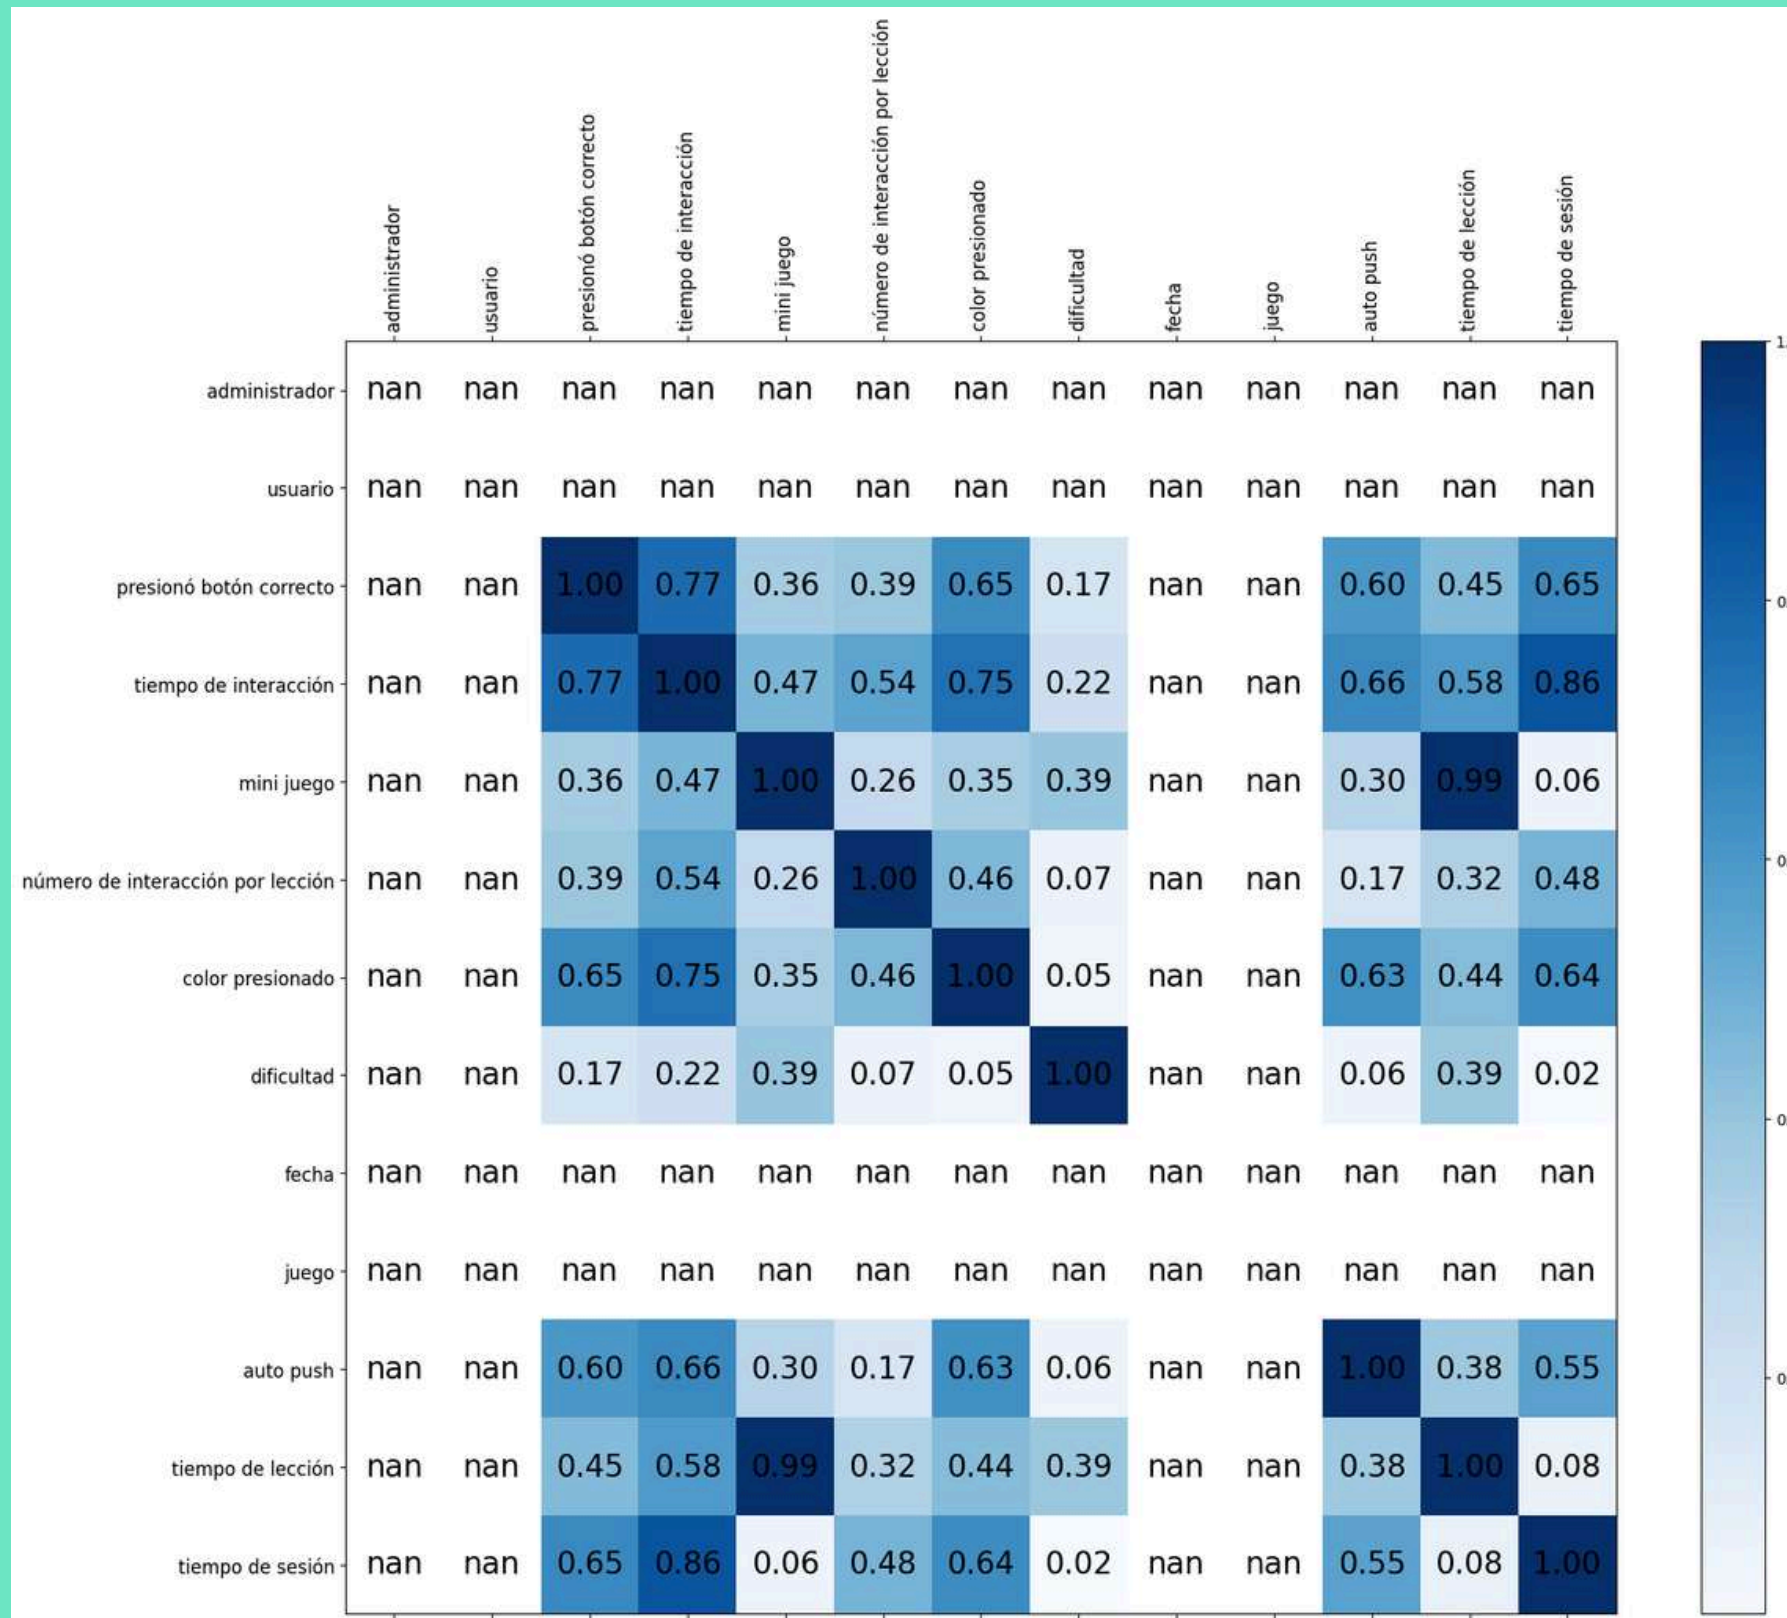 administrador
usuario
presionó botón correcto
tiempo de interacción
mini juego
número de interacción por lección
color presionado
dificultad
fecha
juego
auto push
tiempo de lección
tiempo de sesión
administrador nan nan nan nan nan nan nan nan nan nan nan nan nan
usuario nan nan nan nan nan nan nan nan nan nan nan nan nan
presionó botón correcto nan nan 1.00 0.77 0.36 0.39 0.65 0.17 nan nan 0.60 0.45 0.65
tiempo de interacción nan nan 0.77 1.00 0.47 0.54 0.75 0.22 nan nan 0.66 0.58 0.86
mini juego nan nan 0.36 0.47 1.00 0.26 0.35 0.39 nan nan 0.30 0.99 0.06
número de interacción por lección nan nan 0.39 0.54 0.26 1.00 0.46 0.07 nan nan 0.17 0.32 0.48
color presionado nan nan 0.65 0.75 0.35 0.46 1.00 0.05 nan nan 0.63 0.44 0.64
dificultad nan nan 0.17 0.22 0.39 0.07 0.05 1.00 nan nan 0.06 0.39 0.02
fecha nan nan nan nan nan nan nan nan nan nan nan nan nan
juego nan nan nan nan nan nan nan nan nan nan nan nan nan
auto push nan nan 0.60 0.66 0.30 0.17 0.63 0.06 nan nan 1.00 0.38 0.55
tiempo de lección nan nan 0.45 0.58 0.99 0.32 0.44 0.39 nan nan 0.38 1.00 0.08
tiempo de sesión nan nan 0.65 0.86 0.06 0.48 0.64 0.02 nan nan 0.55 0.08 1.00